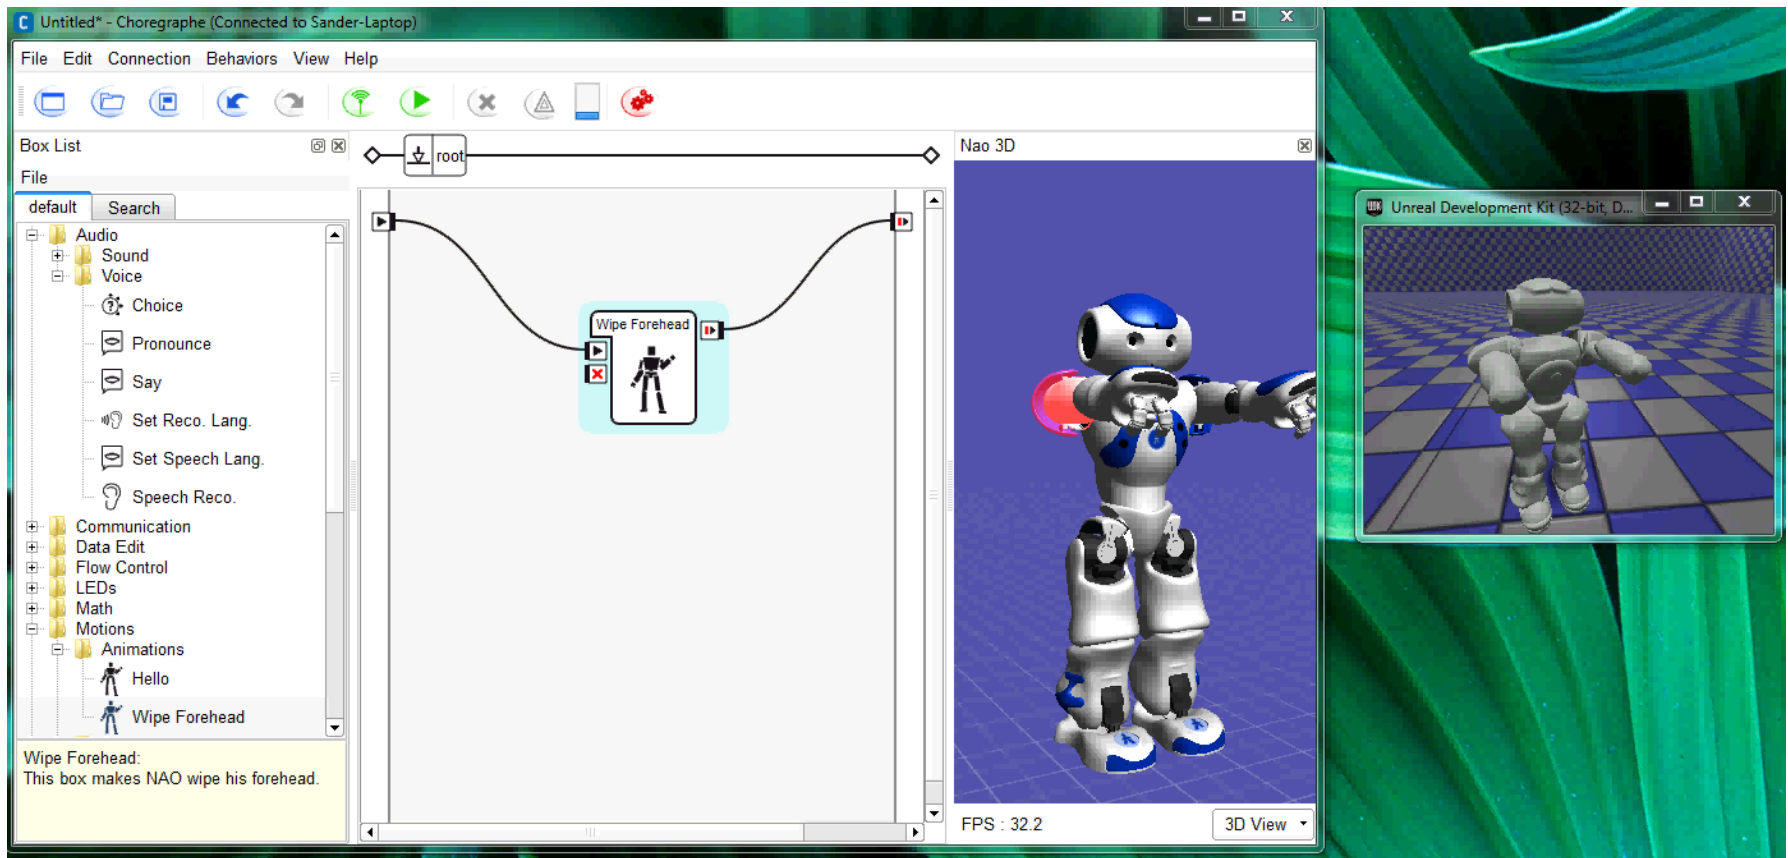 Untitled* - Choregraphe (Connected to Sander-Laptop)
File Edit Connection Behaviors View Help
Box List
File
default Search
Audio
Sound
Voice
Choice
Pronounce
Say
Set Reco. Lang.
Set Speech Lang.
Speech Reco.
Communication
Data Edit
Flow Control
LEDs
Math
Motions
Animations
Hello
Wipe Forehead
Wipe Forehead:
This box makes NAO wipe his forehead.
root
Wipe Forehead
Nao 3D
FPS : 32.2
3D View
Unreal Development Kit (32-bit, D...